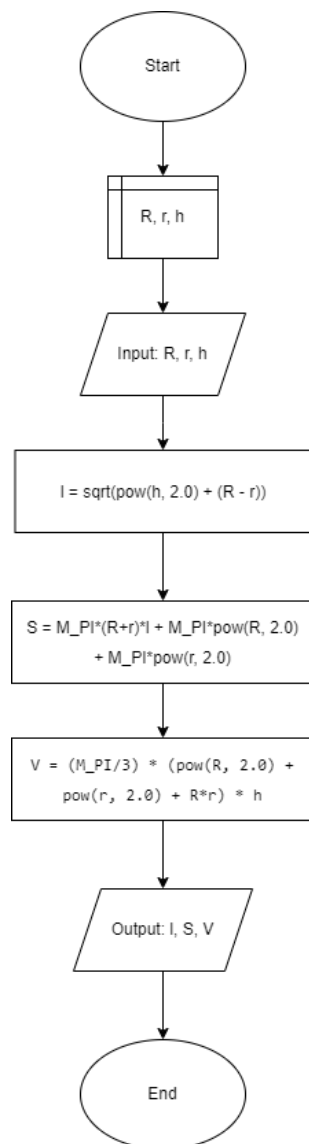 Start
R, r, h
Input: R, r, h
l = sqrt(pow(h, 2.0) + (R - r))
S = M_PI*(R+r)*l + M_PI*pow(R, 2.0)
+ M_PI*pow(r, 2.0)
V = (M_PI/3) * (pow(R, 2.0) +
pow(r, 2.0) + R*r) * h
Output: l, S, V
End